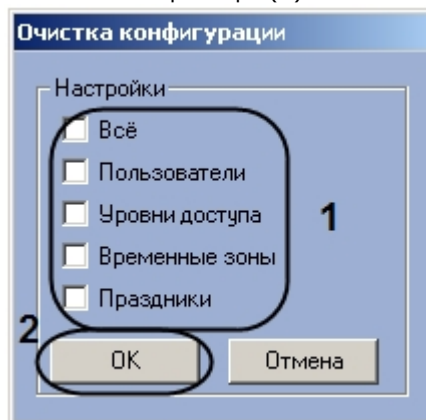 Очистка конфигурации
Настройки
Всё
Пользователи
Уровни доступа
1
Временные зоны
Праздники
2
OK
Отмена